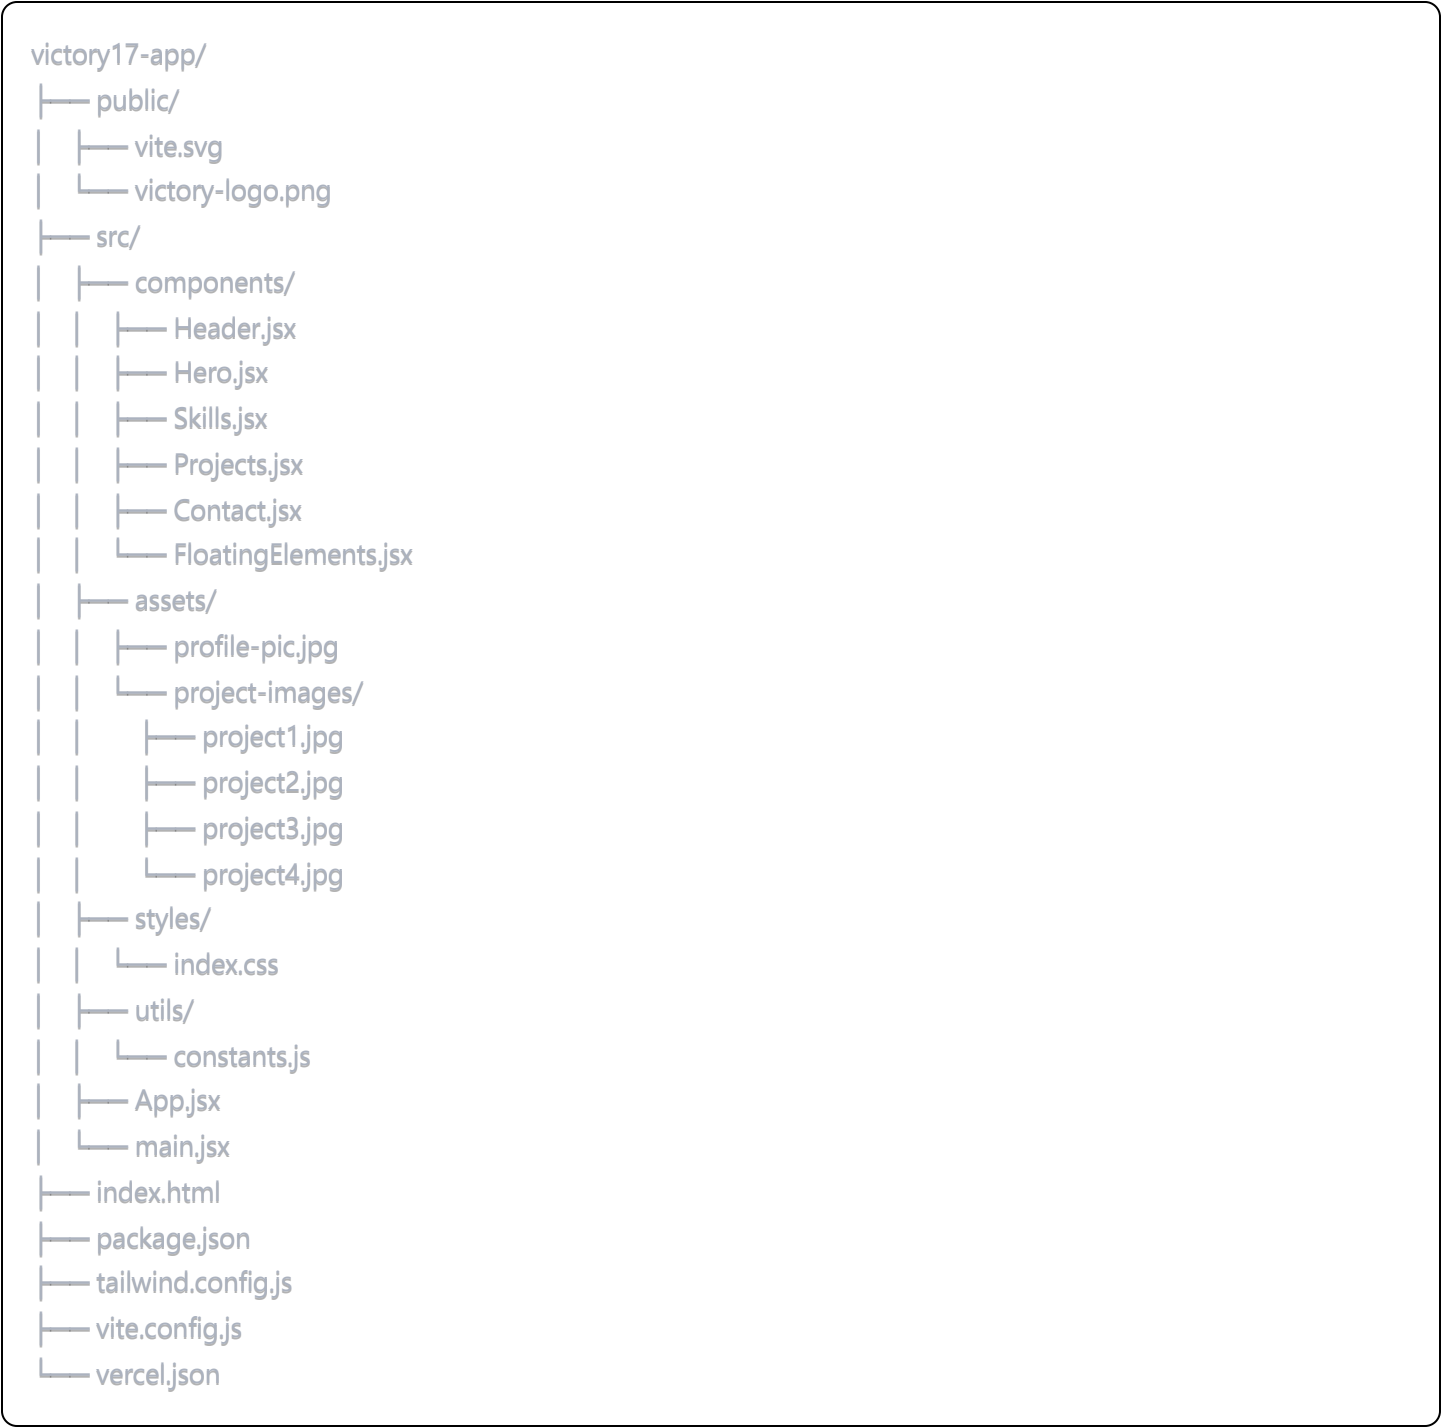 victory17-app/
├── public/
│   ├── vite.svg
│   └── victory-logo.png
├── src/
│   ├── components/
│   │   ├── Header.jsx
│   │   ├── Hero.jsx
│   │   ├── Skills.jsx
│   │   ├── Projects.jsx
│   │   ├── Contact.jsx
│   │   └── FloatingElements.jsx
│   ├── assets/
│   │   ├── profile-pic.jpg
│   │   └── project-images/
│   │       ├── project1.jpg
│   │       ├── project2.jpg
│   │       ├── project3.jpg
│   │       └── project4.jpg
│   ├── styles/
│   │   └── index.css
│   ├── utils/
│   │   └── constants.js
│   ├── App.jsx
│   └── main.jsx
├── index.html
├── package.json
├── tailwind.config.js
├── vite.config.js
└── vercel.json